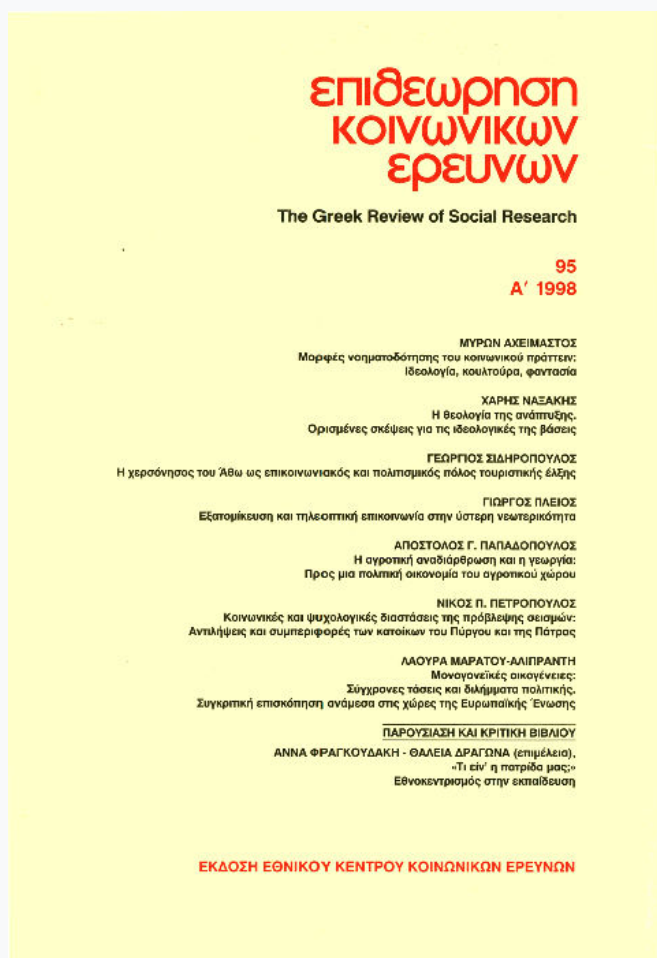 επιθεωρηση
κοινωνικων
ερευνων
The Greek Review of Social Research
95
Α′ 1998
ΜΥΡΩΝ ΑΧΕΙΜΑΣΤΟΣ
Μορφές νοηματοδότησης του κοινωνικού πράττειν:
Ιδεολογία, κουλτούρα, φαντασία
ΧΑΡΗΣ ΝΑΞΑΚΗΣ
Η θεολογία της ανάπτυξης.
Ορισμένες σκέψεις για τις ιδεολογικές της βάσεις
ΓΕΩΡΓΙΟΣ ΣΙΔΗΡΟΠΟΥΛΟΣ
Η χερσόνησος του Άθω ως επικοινωνιακός και πολιτισμικός πόλος τουριστικής έλξης
ΓΙΩΡΓΟΣ ΠΛΕΙΟΣ
Εξατομίκευση και τηλεοπτική επικοινωνία στην ύστερη νεωτερικότητα
ΑΠΟΣΤΟΛΟΣ Γ. ΠΑΠΑΔΟΠΟΥΛΟΣ
Η αγροτική αναδιάρθρωση και η γεωργία:
Προς μια πολιτική οικονομία του αγροτικού χώρου
ΝΙΚΟΣ Π. ΠΕΤΡΟΠΟΥΛΟΣ
Κοινωνικές και ψυχολογικές διαστάσεις της πρόβλεψης σεισμών:
Αντιλήψεις και συμπεριφορές των κατοίκων του Πύργου και της Πάτρας
ΛΑΟΥΡΑ ΜΑΡΑΤΟΥ-ΑΛΙΠΡΑΝΤΗ
Μονογονεϊκές οικογένειες:
Σύγχρονες τάσεις και διλήμματα πολιτικής.
Συγκριτική επισκόπηση ανάμεσα στις χώρες της Ευρωπαϊκής Ένωσης
ΠΑΡΟΥΣΙΑΣΗ ΚΑΙ ΚΡΙΤΙΚΗ ΒΙΒΛΙΟΥ
ΑΝΝΑ ΦΡΑΓΚΟΥΔΑΚΗ - ΘΑΛΕΙΑ ΔΡΑΓΩΝΑ (επιμέλεια),
«Τι είν' η πατρίδα μας;»
Εθνοκεντρισμός στην εκπαίδευση
ΕΚΔΟΣΗ ΕΘΝΙΚΟΥ ΚΕΝΤΡΟΥ ΚΟΙΝΩΝΙΚΩΝ ΕΡΕΥΝΩΝ